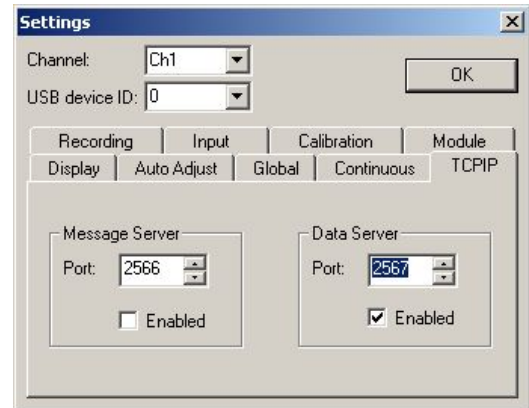 Settings
Channel: Ch1
OK
USB device ID: 0
Recording Input Calibration Module
Display Auto Adjust Global Continuous TCPIP
Message Server Data Server
Port: 2566 Port: 2567
Enabled Enabled